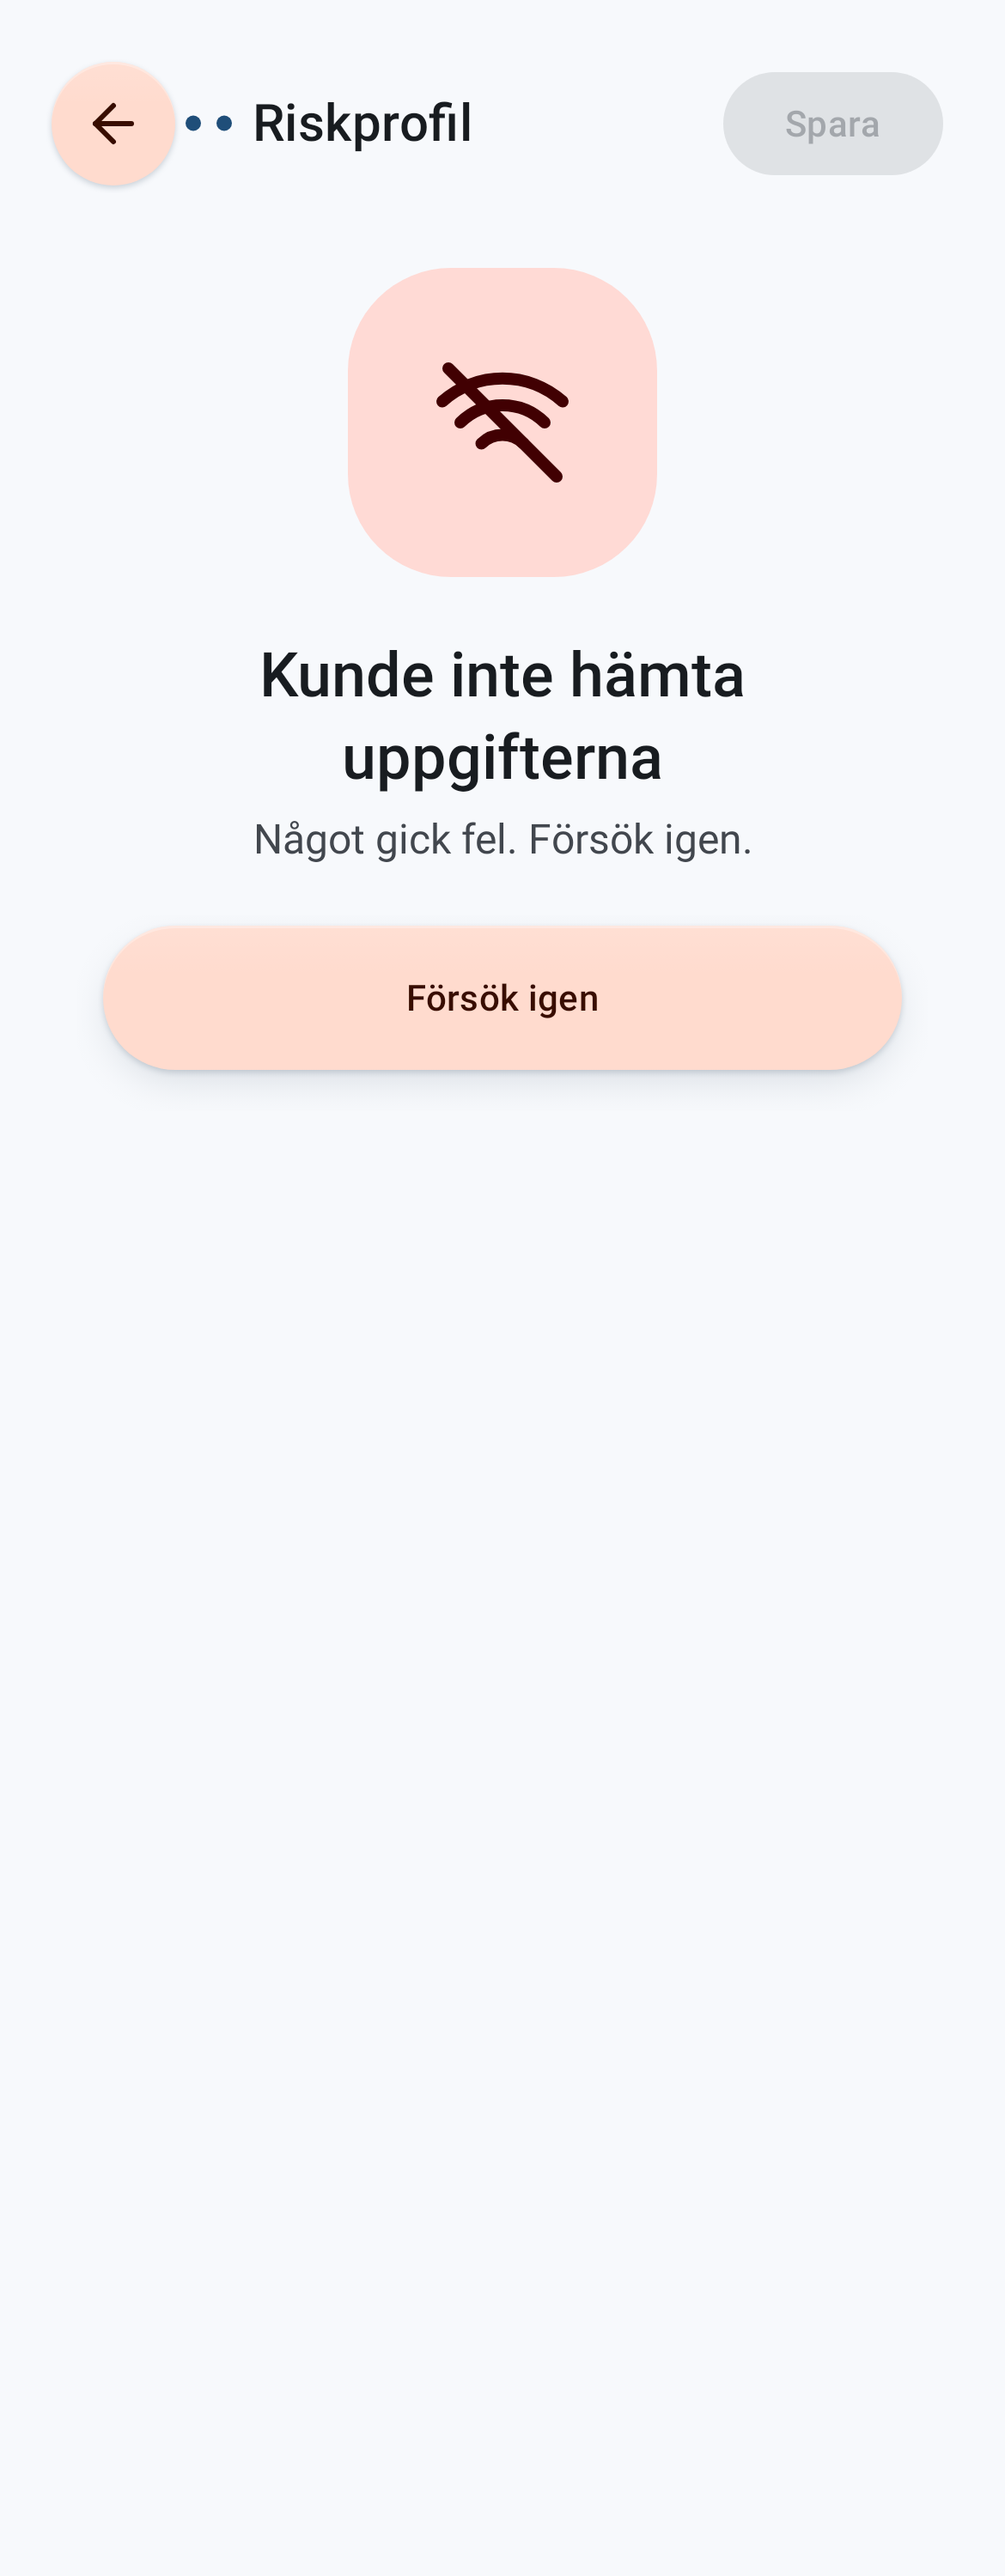 Riskprofil
Spara
Kunde inte hämta
uppgifterna
Något gick fel. Försök igen.
Försök igen